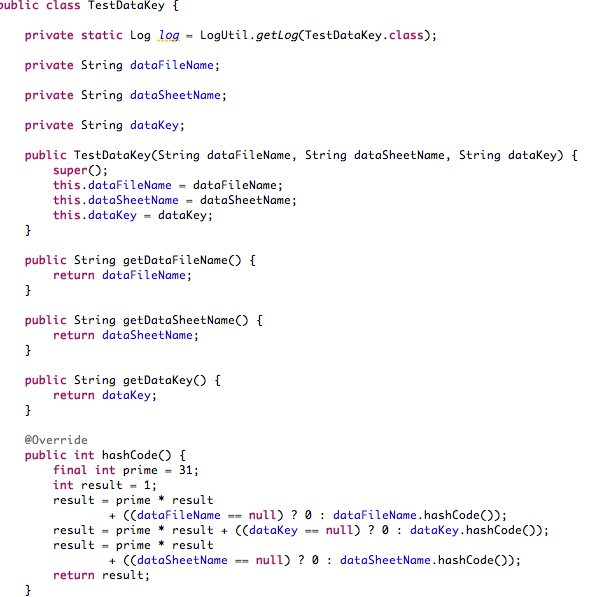 public class TestDataKey {
private static Log log = LogUtil.getLog(TestDataKey.class);
private String dataFileName;
private String dataSheetName;
private String dataKey;
public TestDataKey(String dataFileName, String dataSheetName, String dataKey) {
super();
this.dataFileName = dataFileName;
this.dataSheetName = dataSheetName;
this.dataKey = dataKey;
}
public String getDataFileName() {
return dataFileName;
}
public String getDataSheetName() {
return dataSheetName;
}
public String getDataKey() {
return dataKey;
}
@Override
public int hashCode() {
final int prime = 31;
int result = 1;
result = prime * result
+ ((dataFileName == null) ? 0 : dataFileName.hashCode());
result = prime * result + ((dataKey == null) ? 0 : dataKey.hashCode());
result = prime * result
+ ((dataSheetName == null) ? 0 : dataSheetName.hashCode());
return result;
}